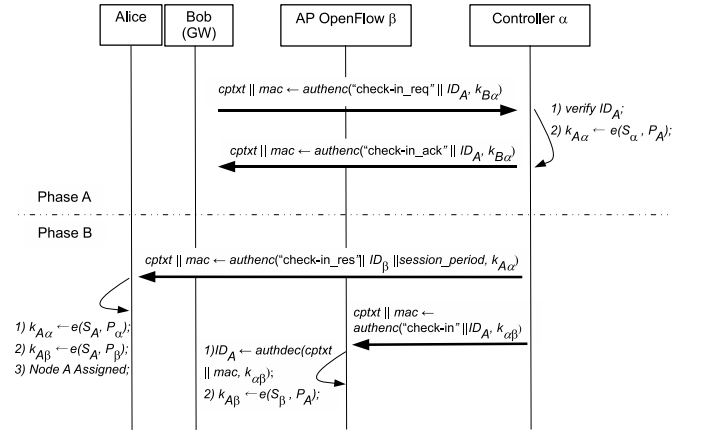 Alice
Bob
(GW)
AP OpenFlow β
Controller α
cptxt || mac ← authenc(“check-in_req” || ID_A, k_Bα)
1) verify ID_A;
2) k_Aα ← e(S_α , P_A);
cptxt || mac ← authenc(“check-in_ack” || ID_A, k_Bα)
Phase A
Phase B
cptxt || mac ← authenc(“check-in_res”|| ID_β ||session_period, k_Aα)
1) k_Aα ← e(S_A, P_α);
2) k_Aβ ← e(S_A, P_β);
3) Node A Assigned;
cptxt || mac ←
authenc(“check-in” ||ID_A, k_αβ)
1)ID_A ← authdec(cptxt
|| mac, k_αβ);
2) k_Aβ ← e(S_β , P_A);